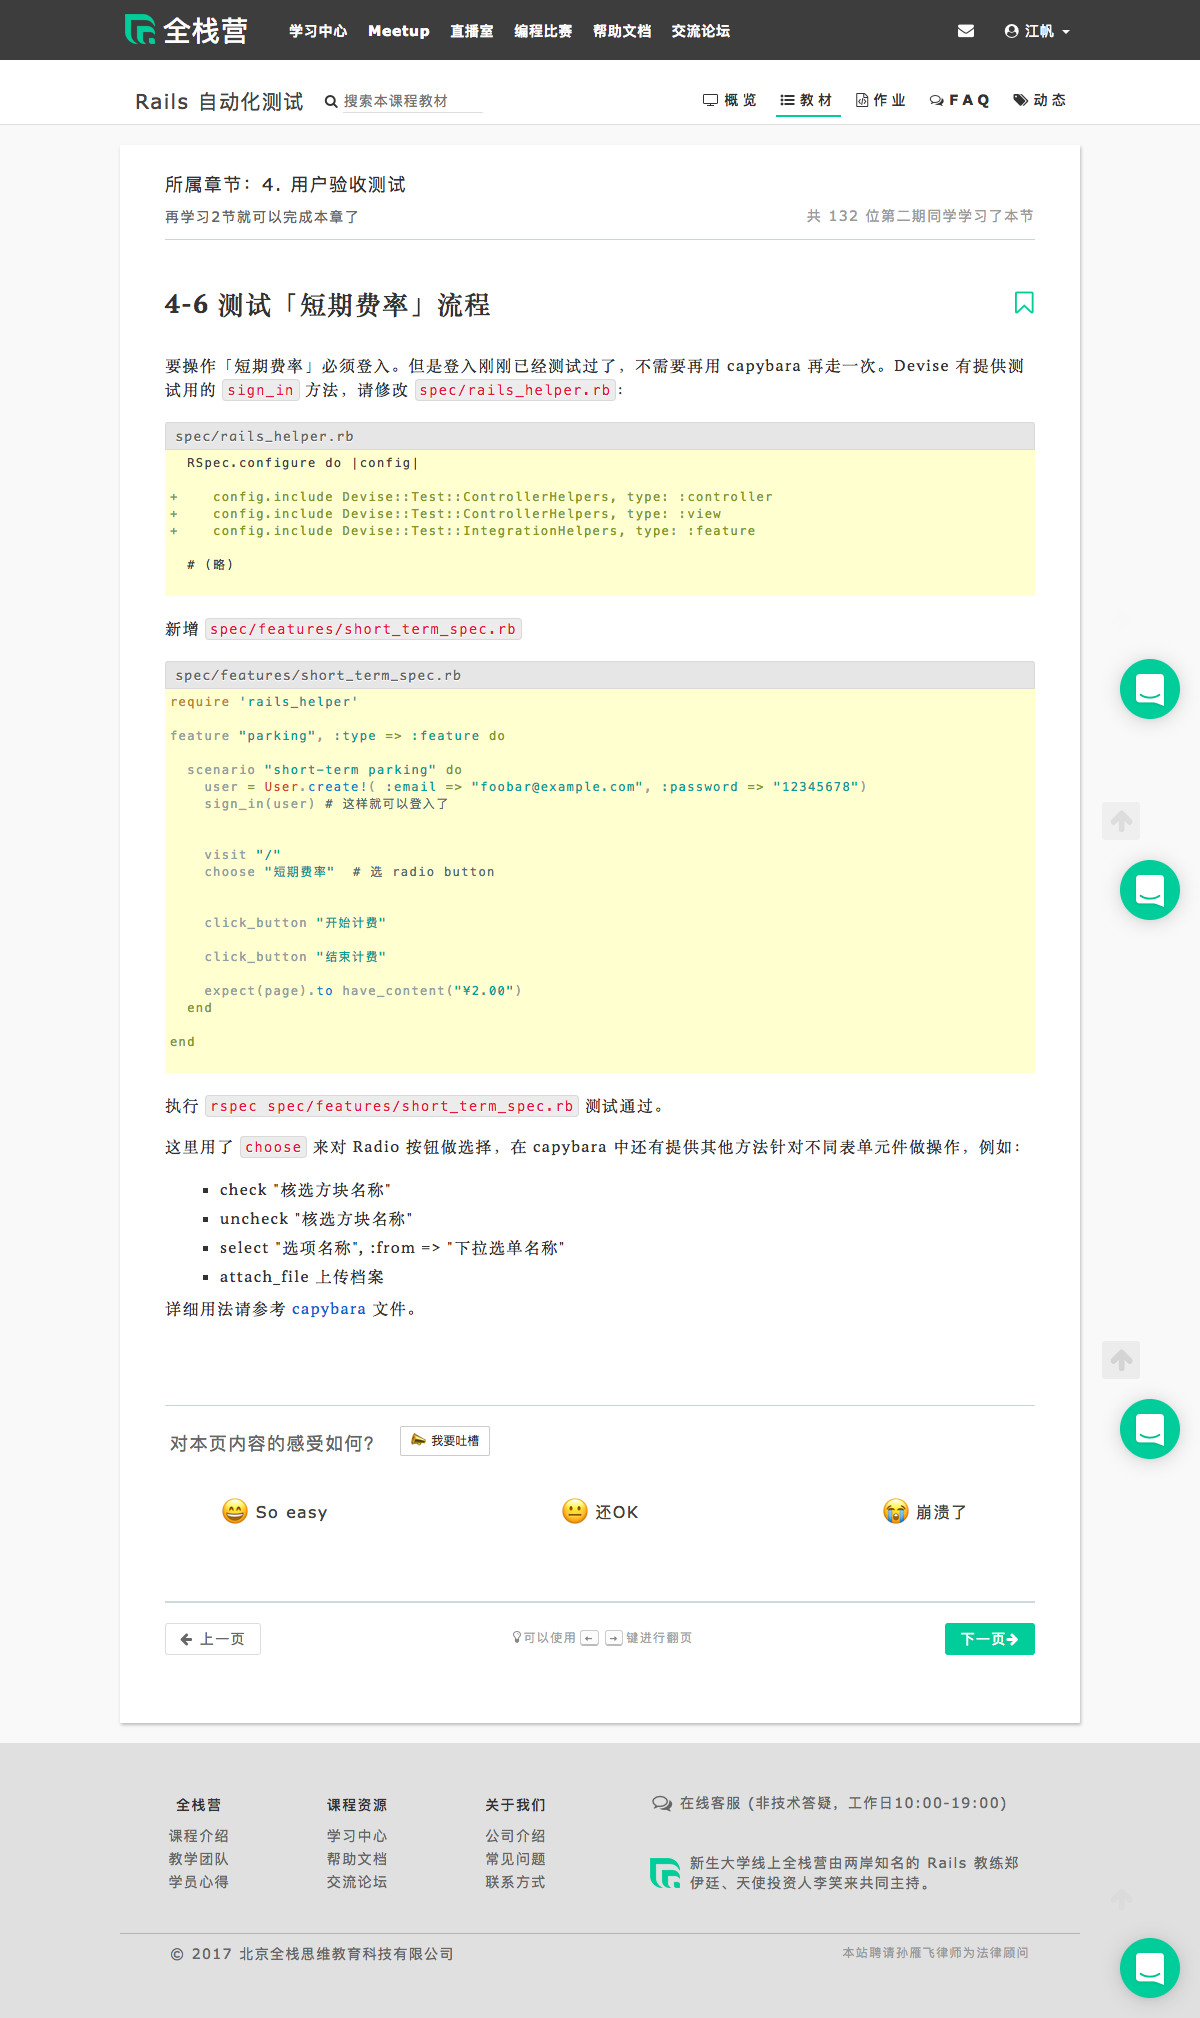 全栈营 学习中心 Meetup 直播室 编程比赛 帮助文档 交流论坛 江帆
Rails 自动化测试 搜索本课程教材 概览 教材 作业 FAQ 动态
所属章节：4. 用户验收测试
再学习2节就可以完成本章了 共 132 位第二期同学学习了本节
4-6 测试「短期费率」流程
要操作「短期费率」必须登入。但是登入刚刚已经测试过了，不需要再用 capybara 再走一次。Devise 有提供测
试用的 sign_in 方法，请修改 spec/rails_helper.rb：
spec/rails_helper.rb
RSpec.configure do |config|
+    config.include Devise::Test::ControllerHelpers, type: :controller
+    config.include Devise::Test::ControllerHelpers, type: :view
+    config.include Devise::Test::IntegrationHelpers, type: :feature
# (略)
新增 spec/features/short_term_spec.rb
spec/features/short_term_spec.rb
require 'rails_helper'
feature "parking", :type => :feature do
scenario "short-term parking" do
user = User.create!( :email => "foobar@example.com", :password => "12345678")
sign_in(user) # 这样就可以登入了
visit "/"
choose "短期费率"  # 选 radio button
click_button "开始计费"
click_button "结束计费"
expect(page).to have_content("¥2.00")
end
end
执行 rspec spec/features/short_term_spec.rb 测试通过。
这里用了 choose 来对 Radio 按钮做选择，在 capybara 中还有提供其他方法针对不同表单元件做操作，例如：
▪ check "核选方块名称"
▪ uncheck "核选方块名称"
▪ select "选项名称", :from => "下拉选单名称"
▪ attach_file 上传档案
详细用法请参考 capybara 文件。
对本页内容的感受如何? 我要吐槽
So easy 还OK 崩溃了
← 上一页 可以使用 ← → 键进行翻页 下一页→
全栈营 课程资源 关于我们 在线客服 (非技术答疑，工作日10:00-19:00)
课程介绍 学习中心 公司介绍
教学团队 帮助文档 常见问题 新生大学线上全栈营由两岸知名的 Rails 教练郑
学员心得 交流论坛 联系方式 伊廷、天使投资人李笑来共同主持。
© 2017 北京全栈思维教育科技有限公司 本站聘请孙雁飞律师为法律顾问